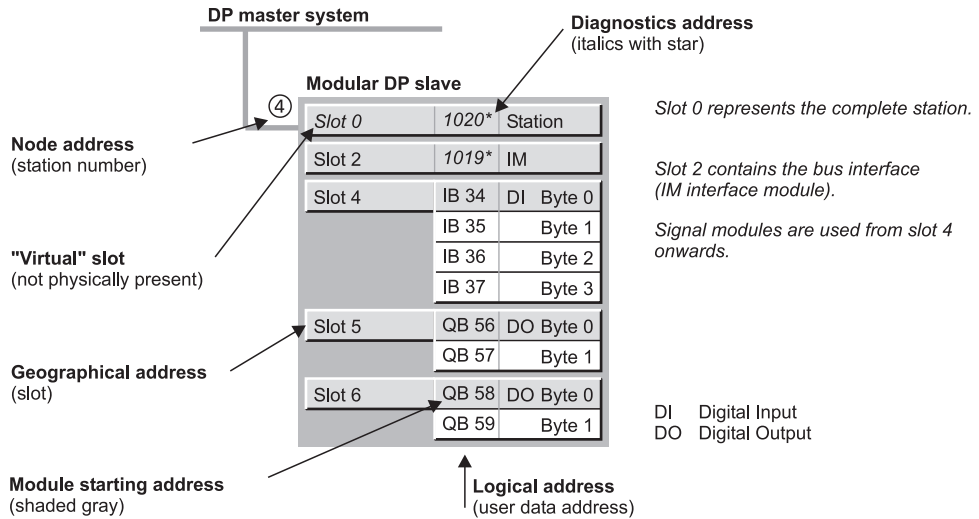 DP master system
Diagnostics address
(italics with star)
Modular DP slave
④
Slot 0 1020* Station
Slot 0 represents the complete station.
Node address
(station number)
Slot 2 1019* IM
Slot 2 contains the bus interface
(IM interface module).
Slot 4 IB 34 DI Byte 0
IB 35 Byte 1
IB 36 Byte 2
IB 37 Byte 3
Signal modules are used from slot 4
onwards.
"Virtual" slot
(not physically present)
Slot 5 QB 56 DO Byte 0
QB 57 Byte 1
Geographical address
(slot)
Slot 6 QB 58 DO Byte 0
QB 59 Byte 1
DI Digital Input
DO Digital Output
Module starting address
(shaded gray)
Logical address
(user data address)